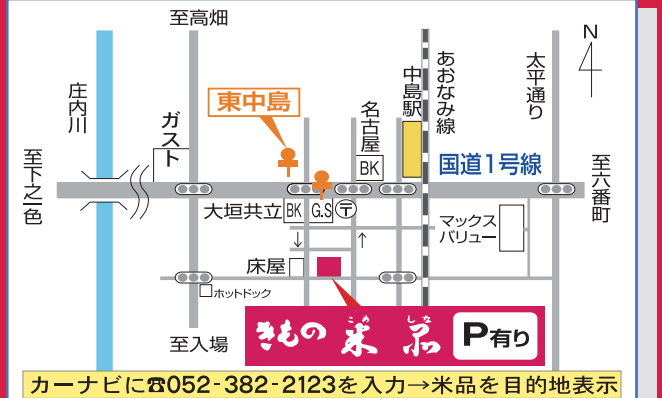 至高畑
N
庄内川
ガスト
東中島
名古屋
BK
中島駅
あおなみ線
太平通り
国道1号線
至下之一色
至六番町
大垣共立
BK
G.S
〒
マックス
バリュー
↓
↑
床屋
ホットドック
至入場
きもの 米品
こめ しな
P有り
カーナビに☎052-382-2123を入力→米品を目的地表示